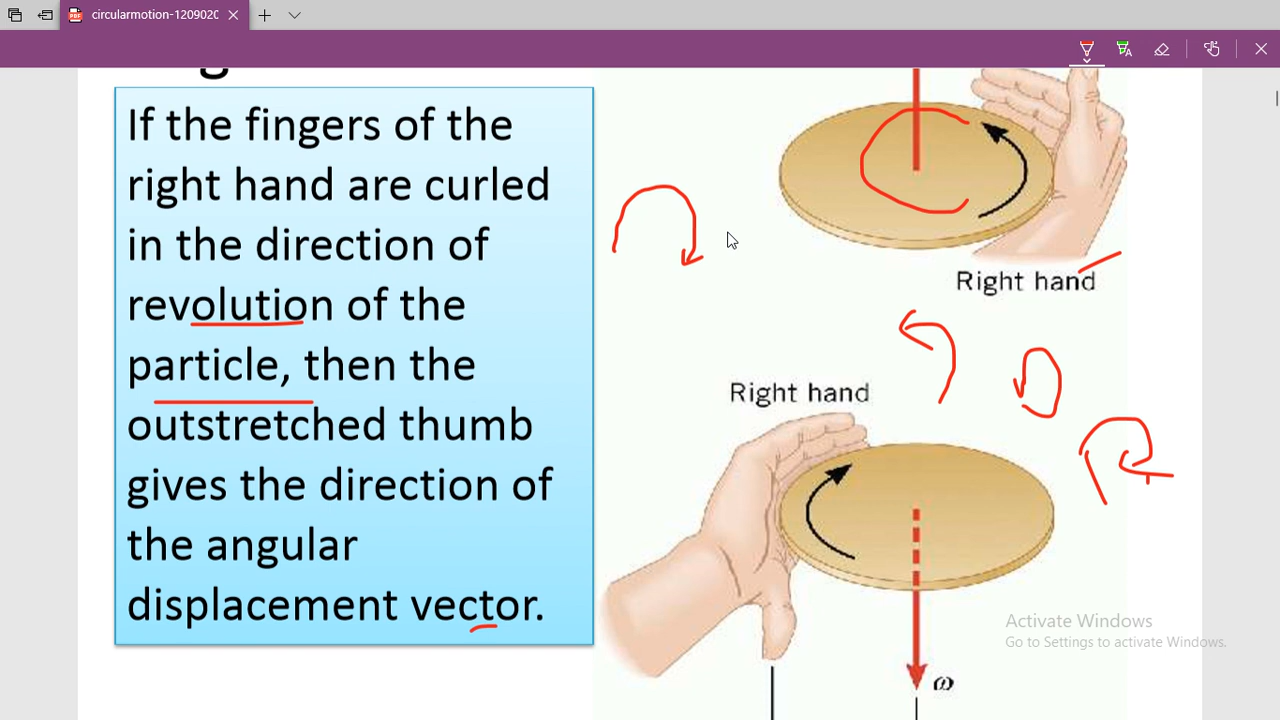 circularmotion-1209020
If the fingers of the
right hand are curled
in the direction of
revolution of the
particle, then the
outstretched thumb
gives the direction of
the angular
displacement vector.
Right hand
Right hand
ω
Activate Windows
Go to Settings to activate Windows.